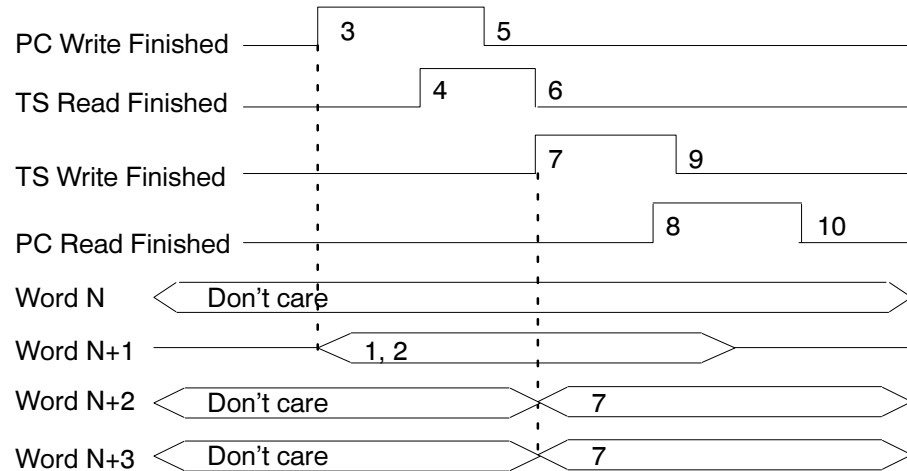 PC Write Finished 3 5
TS Read Finished 4 6
TS Write Finished 7 9
PC Read Finished 8 10
Word N Don't care
Word N+1 1, 2
Word N+2 Don't care 7
Word N+3 Don't care 7